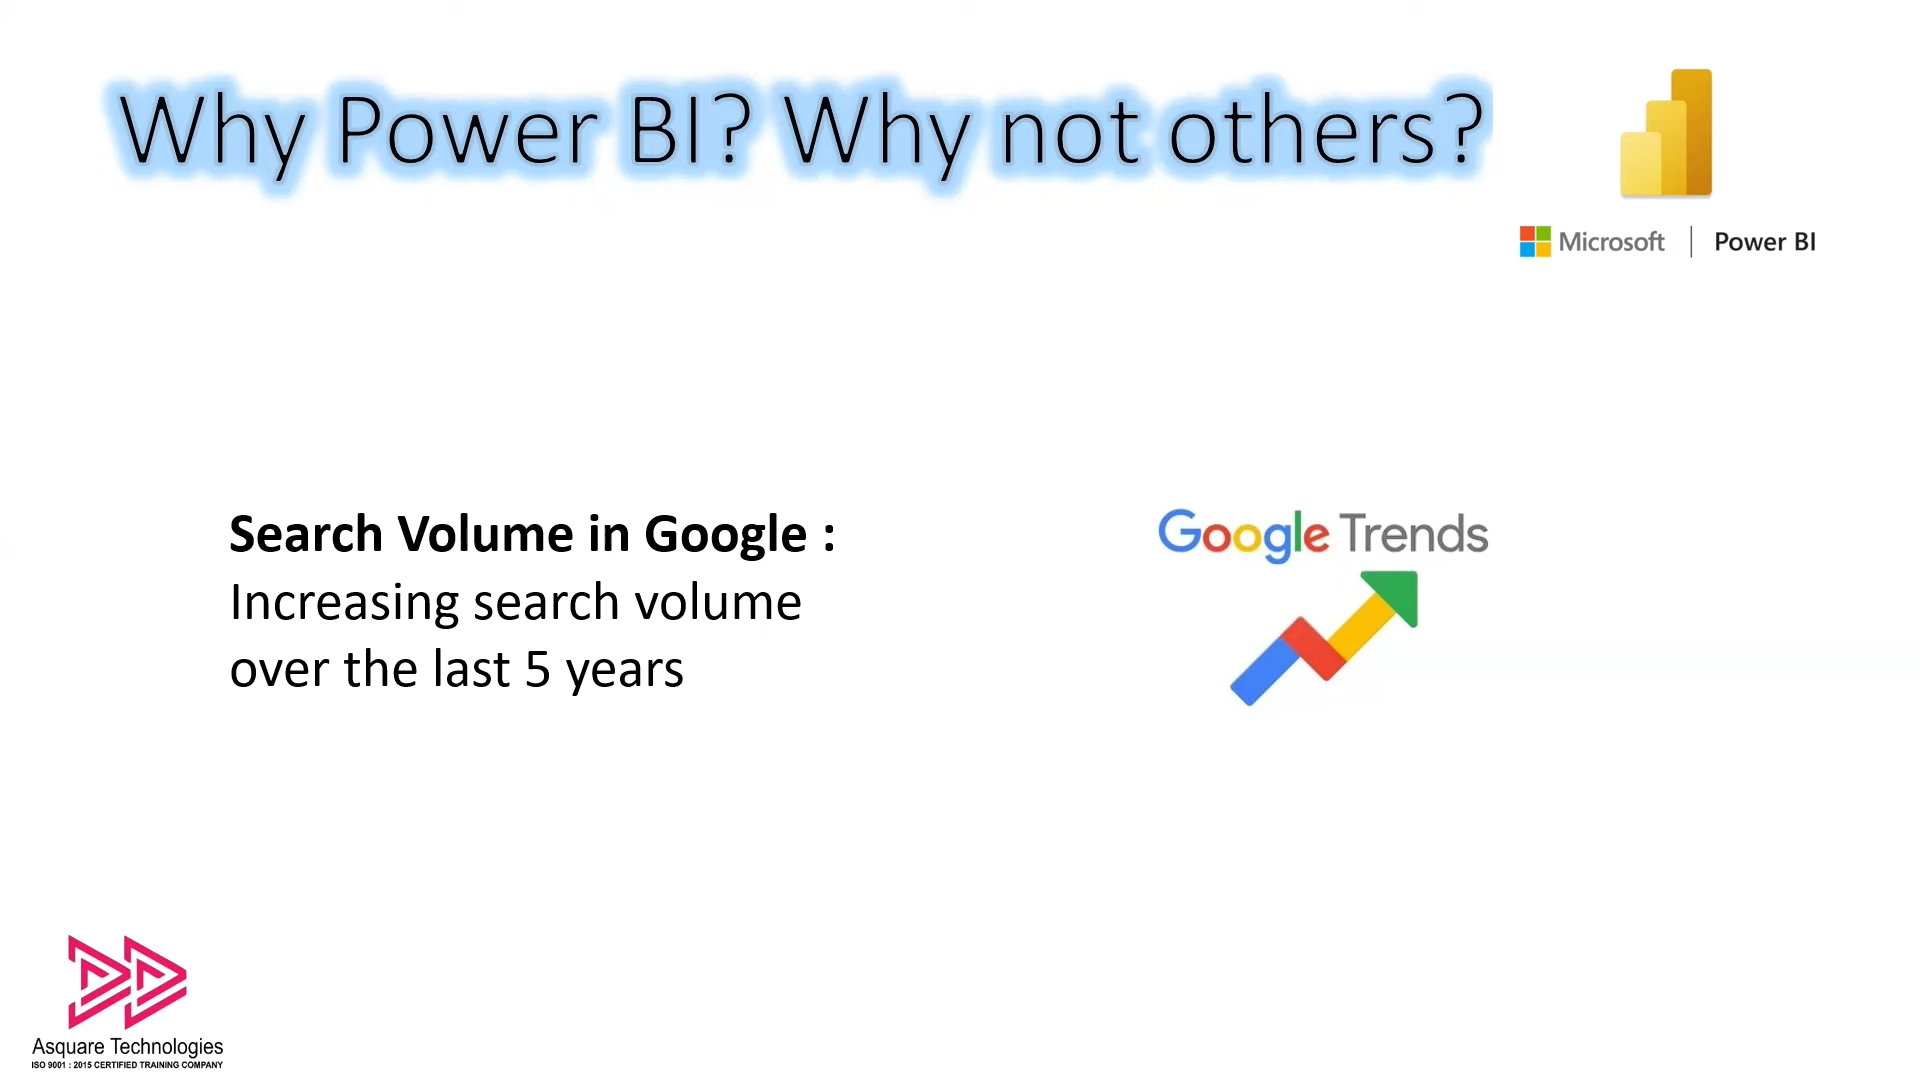 Why Power BI? Why not others?
Microsoft | Power BI
Search Volume in Google :
Increasing search volume
over the last 5 years
Google Trends
Asquare Technologies
ISO 9001 : 2015 CERTIFIED TRAINING COMPANY